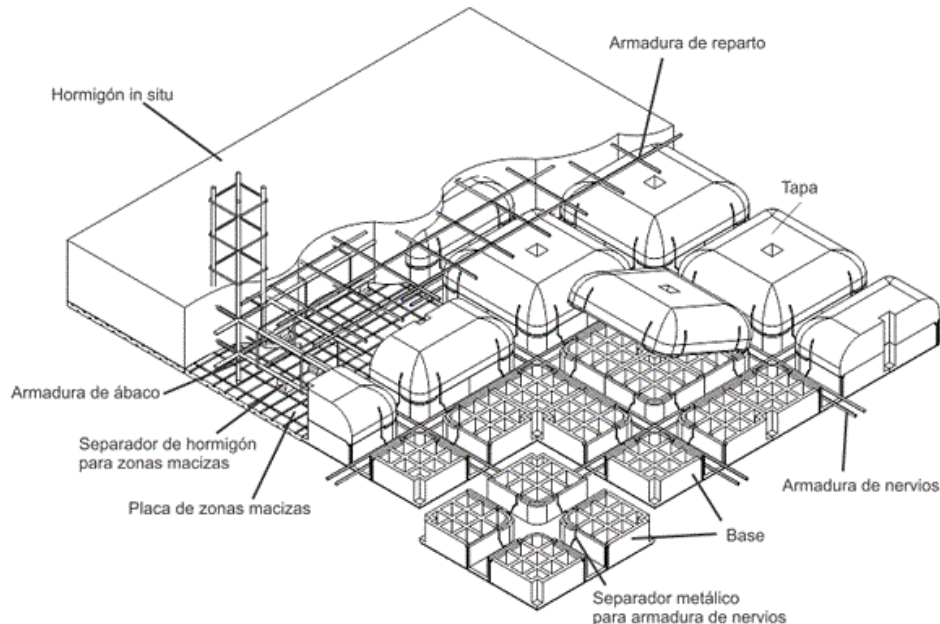 Armadura de reparto
Hormigón in situ
Tapa
Armadura de ábaco
Separador de hormigón
para zonas macizas
Armadura de nervios
Placa de zonas macizas
Base
Separador metálico
para armadura de nervios